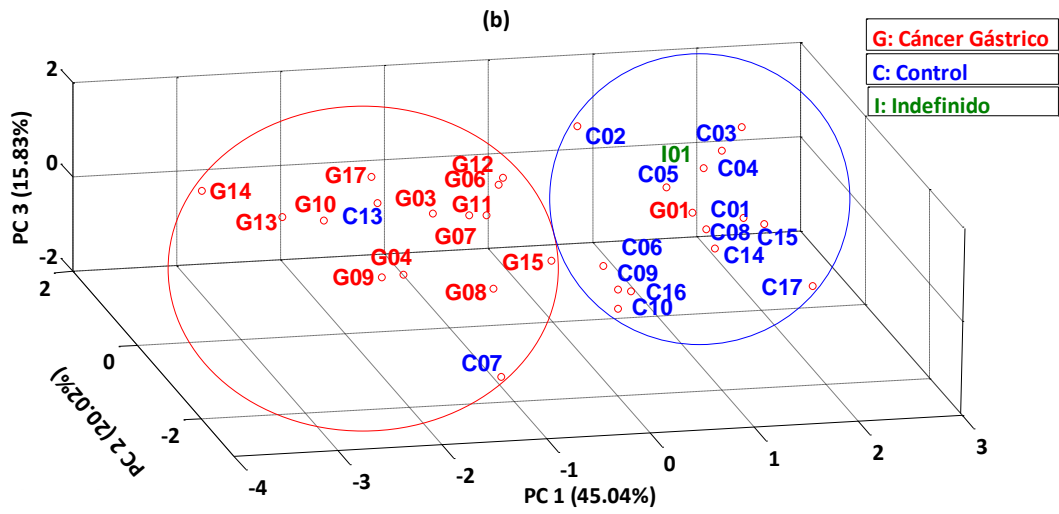 (b)
G: Cáncer Gástrico
C: Control
I: Indefinido
PC 3 (15.83%)
2
0
-2
2
0
-2
PC 2 (20.02%)
-4
-3
-2
-1
0
1
2
3
PC 1 (45.04%)
G14
G13
G10
G17
C13
G03
G12
G06
G11
G07
G04
G09
G08
G15
C07
C02
C03
I01
C04
C05
G01
C01
C08
C15
C14
C06
C09
C16
C10
C17